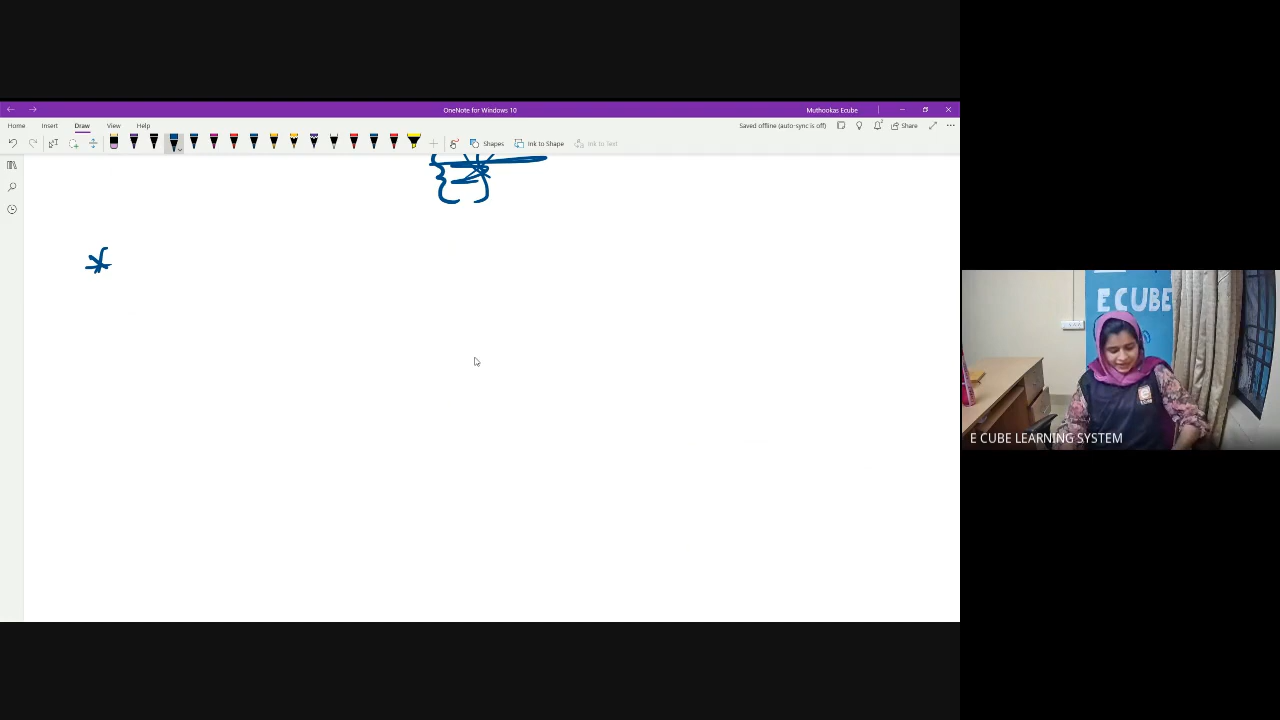 OneNote for Windows 10
Muthookas Ecube
Home Insert Draw View Help
Saved offline (auto-sync is off)
Share
Shapes Ink to Shape Ink to Text
*
E CUBE
E CUBE LEARNING SYSTEM